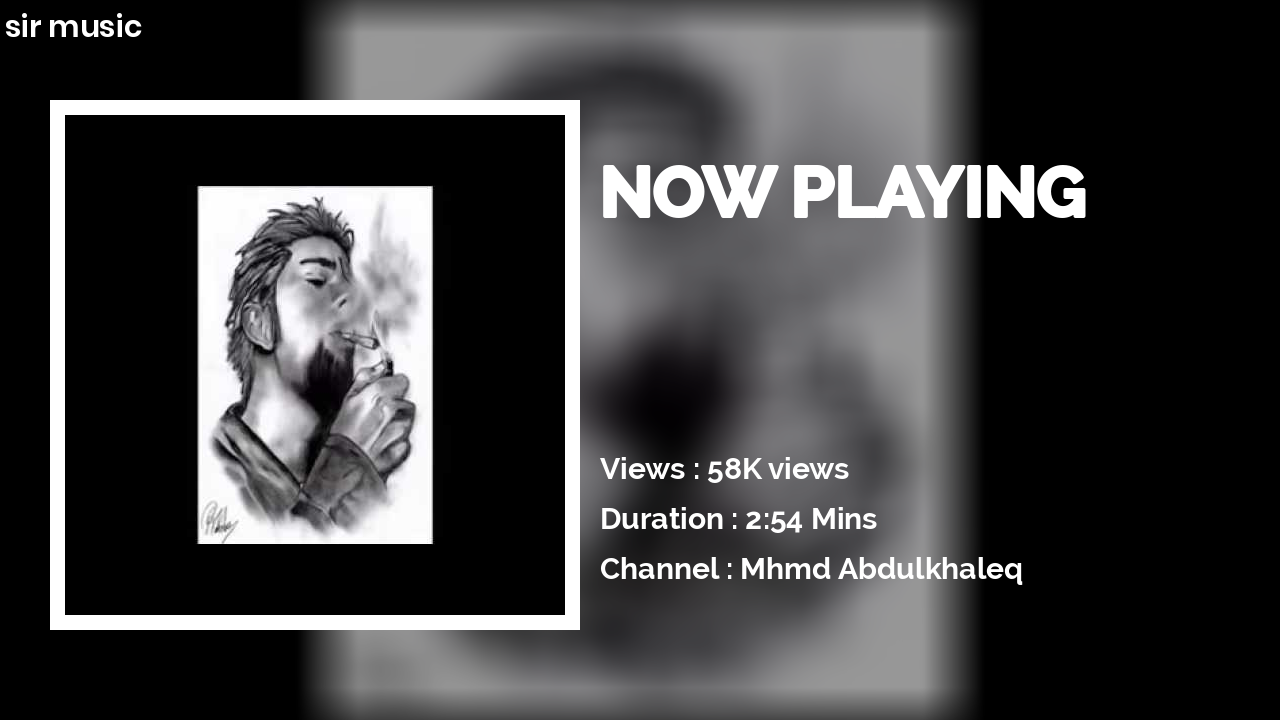 sir music
NOW PLAYING
Views : 58K views
Duration : 2:54 Mins
Channel : Mhmd Abdulkhaleq